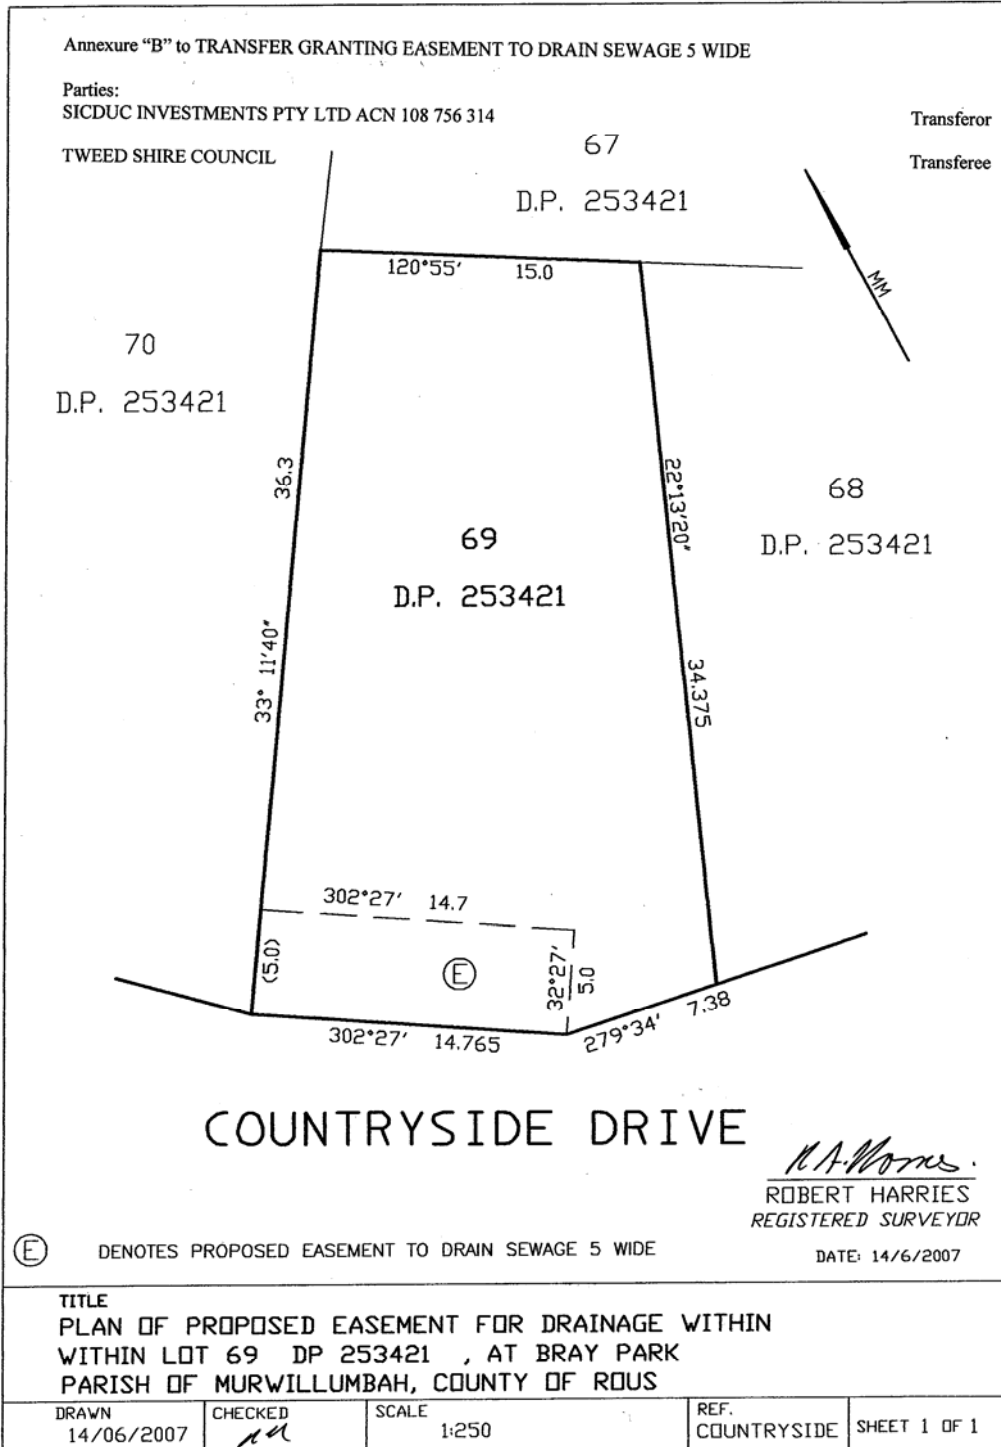 Annexure “B” to TRANSFER GRANTING EASEMENT TO DRAIN SEWAGE 5 WIDE
Parties:
SICDUC INVESTMENTS PTY LTD ACN 108 756 314
Transferor
TWEED SHIRE COUNCIL
Transferee
67
D.P. 253421
120°55′ 15.0
MM
70
D.P. 253421
36.3
22°13′20″
68
D.P. 253421
69
D.P. 253421
33° 11′40″
34.375
302°27′ 14.7
(5.0)
E
32°27′
5.0
302°27′ 14.765
279°34′ 7.38
COUNTRYSIDE DRIVE
ROBERT HARRIES
REGISTERED SURVEYOR
E DENOTES PROPOSED EASEMENT TO DRAIN SEWAGE 5 WIDE
DATE: 14/6/2007
TITLE
PLAN OF PROPOSED EASEMENT FOR DRAINAGE WITHIN
WITHIN LOT 69 DP 253421 , AT BRAY PARK
PARISH OF MURWILLUMBAH, COUNTY OF ROUS
DRAWN
14/06/2007
CHECKED
SCALE
1:250
REF.
COUNTRYSIDE
SHEET 1 OF 1